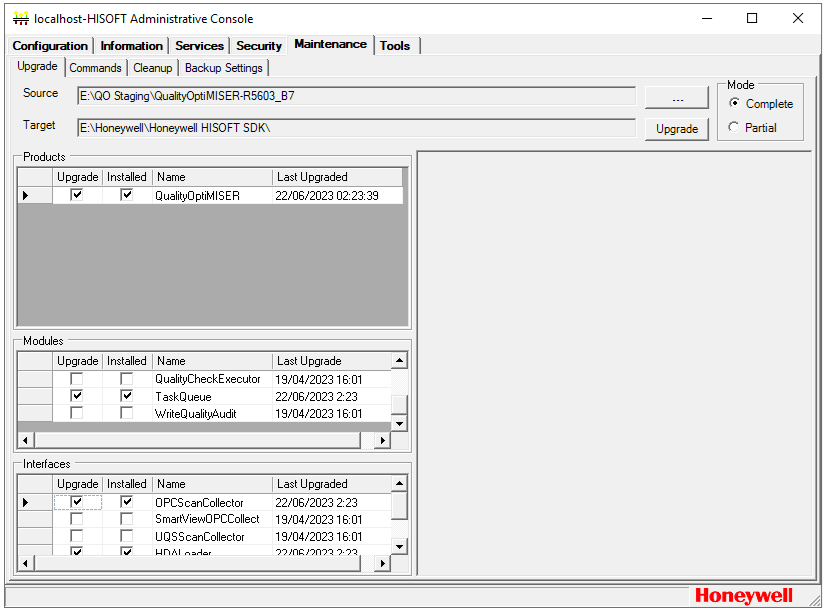 localhost-HISOFT Administrative Console
Configuration Information Services Security Maintenance Tools
Upgrade Commands Cleanup Backup Settings
Source E:\QO Staging\QualityOptiMISER-R5603_B7 ...
Target E:\Honeywell\Honeywell HISOFT SDK\ Upgrade
Mode
Complete
Partial
Products
Upgrade Installed Name Last Upgraded
QualityOptiMISER 22/06/2023 02:23:39
Modules
Upgrade Installed Name Last Upgrade
QualityCheckExecutor 19/04/2023 16:01
TaskQueue 22/06/2023 2:23
WriteQualityAudit 19/04/2023 16:01
Interfaces
Upgrade Installed Name Last Upgraded
OPCScanCollector 22/06/2023 2:23
SmartViewOPCCollect 19/04/2023 16:01
UQSScanCollector 19/04/2023 16:01
HDALoader 22/06/2023 2:23
Honeywell